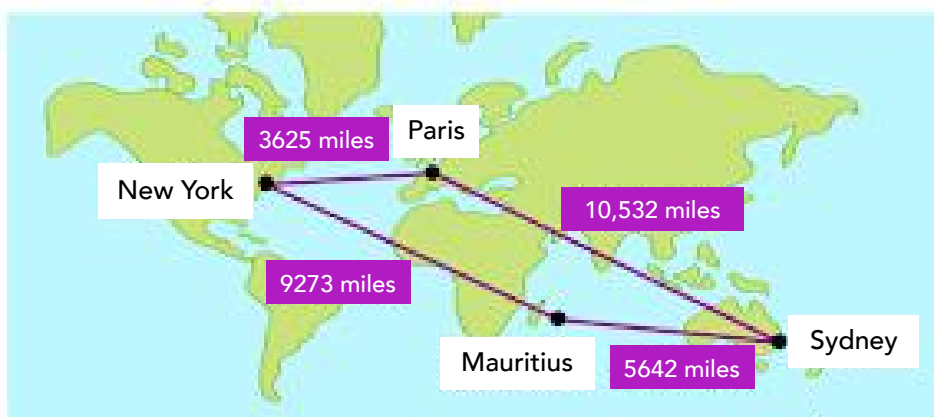 Paris
3625 miles
New York
10,532 miles
9273 miles
Sydney
Mauritius
5642 miles